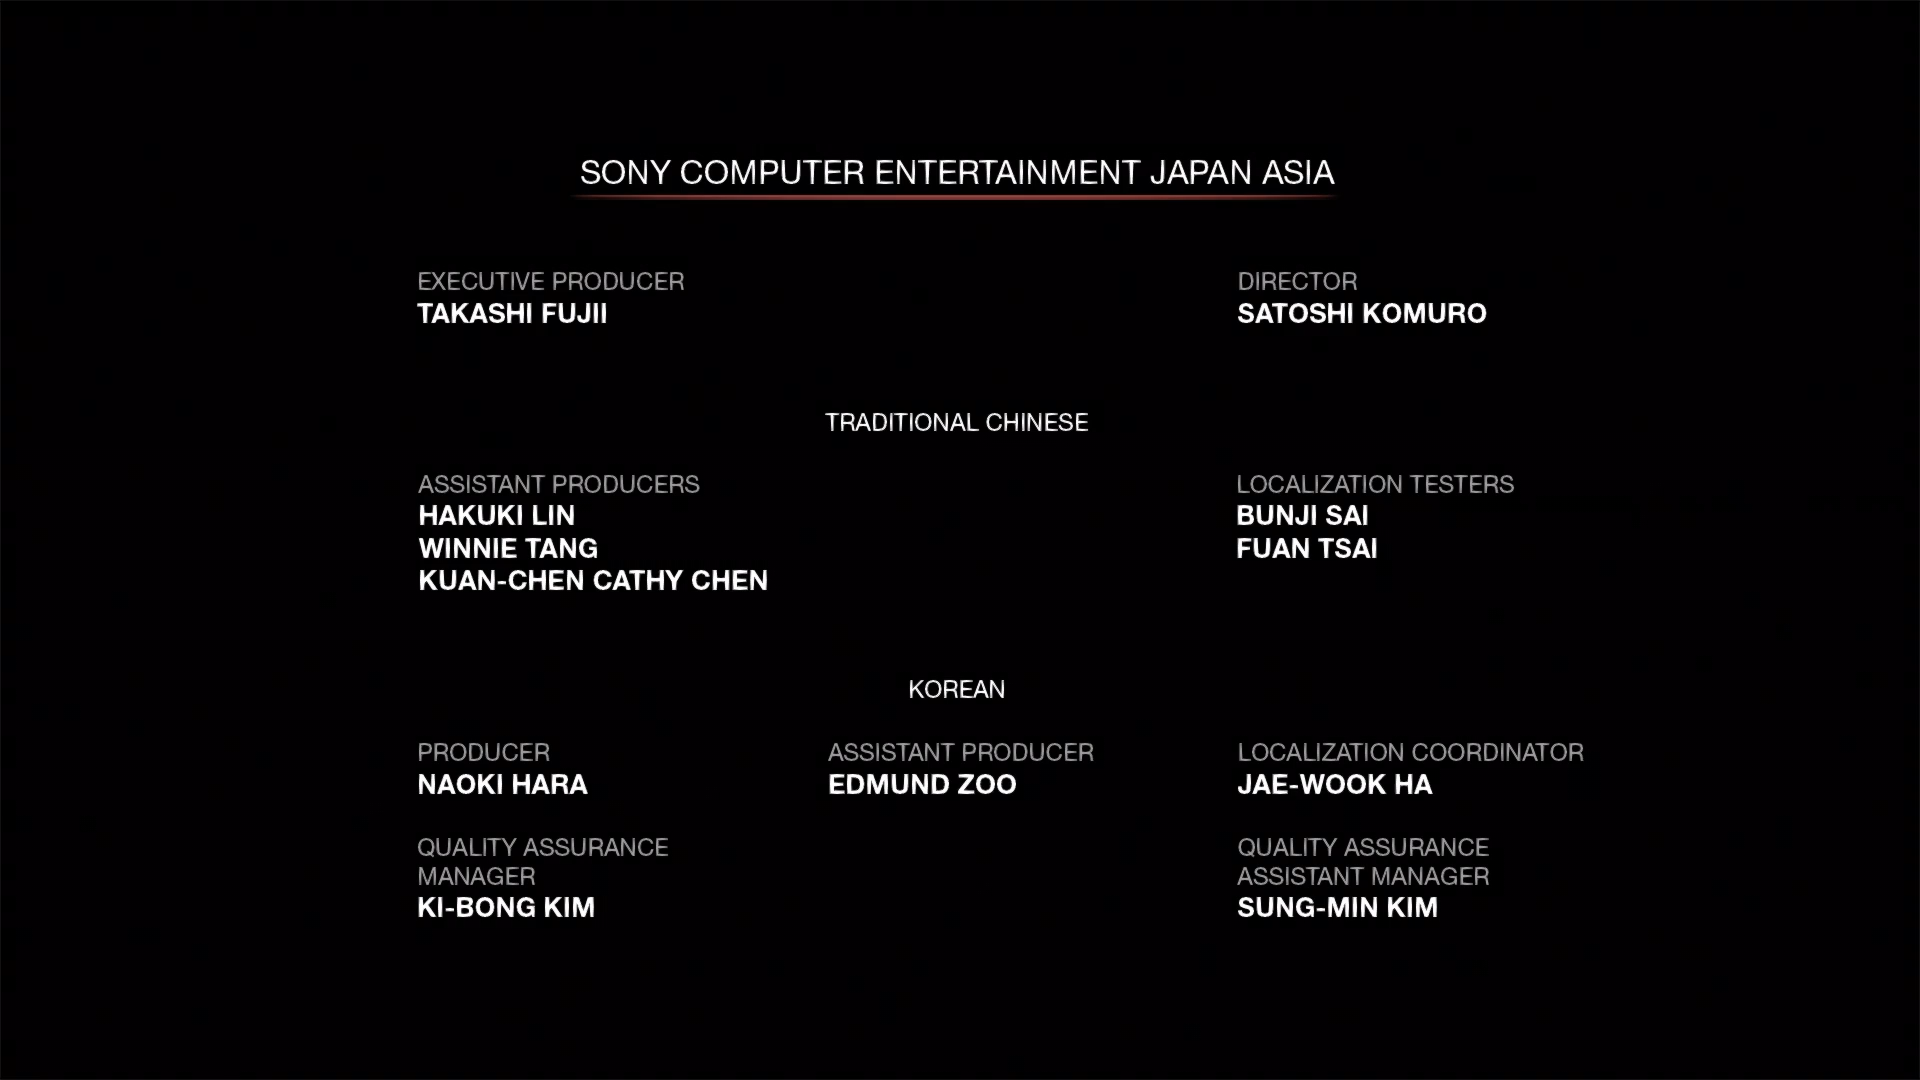 SONY COMPUTER ENTERTAINMENT JAPAN ASIA
EXECUTIVE PRODUCER
TAKASHI FUJII
DIRECTOR
SATOSHI KOMURO
TRADITIONAL CHINESE
ASSISTANT PRODUCERS
HAKUKI LIN
WINNIE TANG
KUAN-CHEN CATHY CHEN
LOCALIZATION TESTERS
BUNJI SAI
FUAN TSAI
KOREAN
PRODUCER
NAOKI HARA
ASSISTANT PRODUCER
EDMUND ZOO
LOCALIZATION COORDINATOR
JAE-WOOK HA
QUALITY ASSURANCE
MANAGER
KI-BONG KIM
QUALITY ASSURANCE
ASSISTANT MANAGER
SUNG-MIN KIM